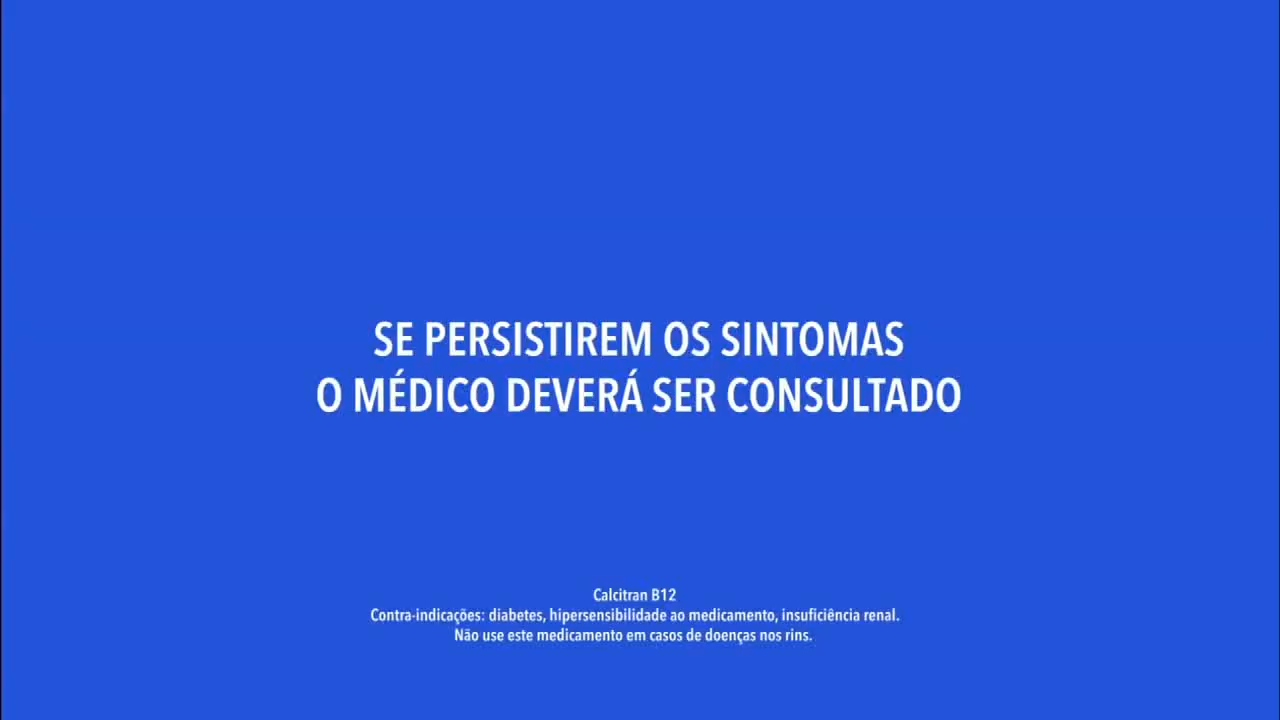 SE PERSISTIREM OS SINTOMAS
O MÉDICO DEVERÁ SER CONSULTADO
Calcitran B12
Contra-indicações: diabetes, hipersensibilidade ao medicamento, insuficiência renal.
Não use este medicamento em casos de doenças nos rins.